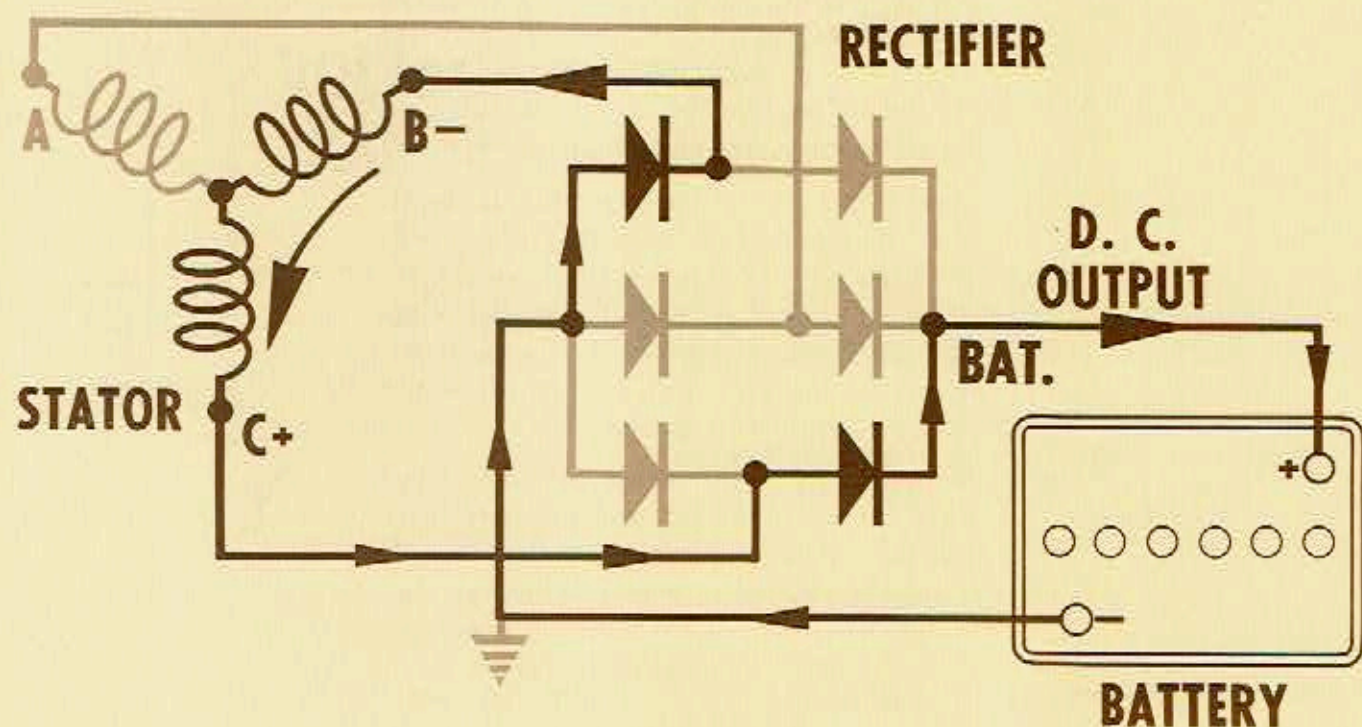 RECTIFIER
A
B-
D. C.
OUTPUT
BAT.
STATOR
C+
+
-
BATTERY